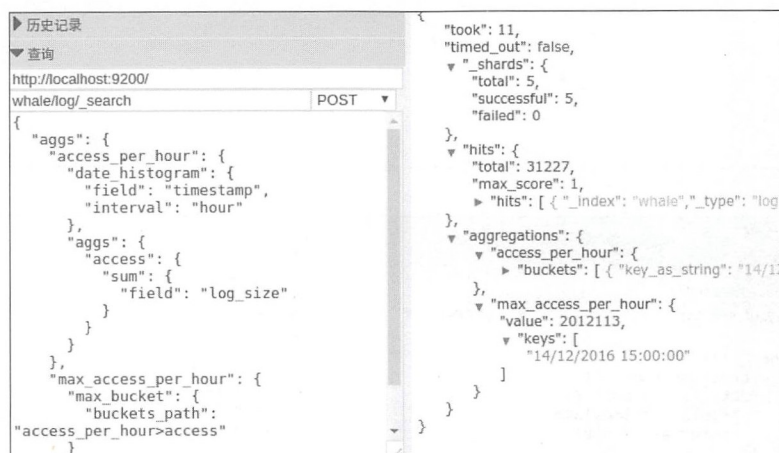 历史记录
查询
http://localhost:9200/
whale/log/_search POST
{
"aggs": {
"access_per_hour": {
"date_histogram": {
"field": "timestamp",
"interval": "hour"
},
"aggs": {
"access": {
"sum": {
"field": "log_size"
}
}
}
},
"max_access_per_hour": {
"max_bucket": {
"buckets_path":
"access_per_hour>access"
}
{
"took": 11,
"timed_out": false,
"_shards": {
"total": 5,
"successful": 5,
"failed": 0
},
"hits": {
"total": 31227,
"max_score": 1,
"hits": [ { "_index": "whale","_type": "log
},
"aggregations": {
"access_per_hour": {
"buckets": [ { "key_as_string": "14/12
},
"max_access_per_hour": {
"value": 2012113,
"keys": [
"14/12/2016 15:00:00"
]
}
}
}